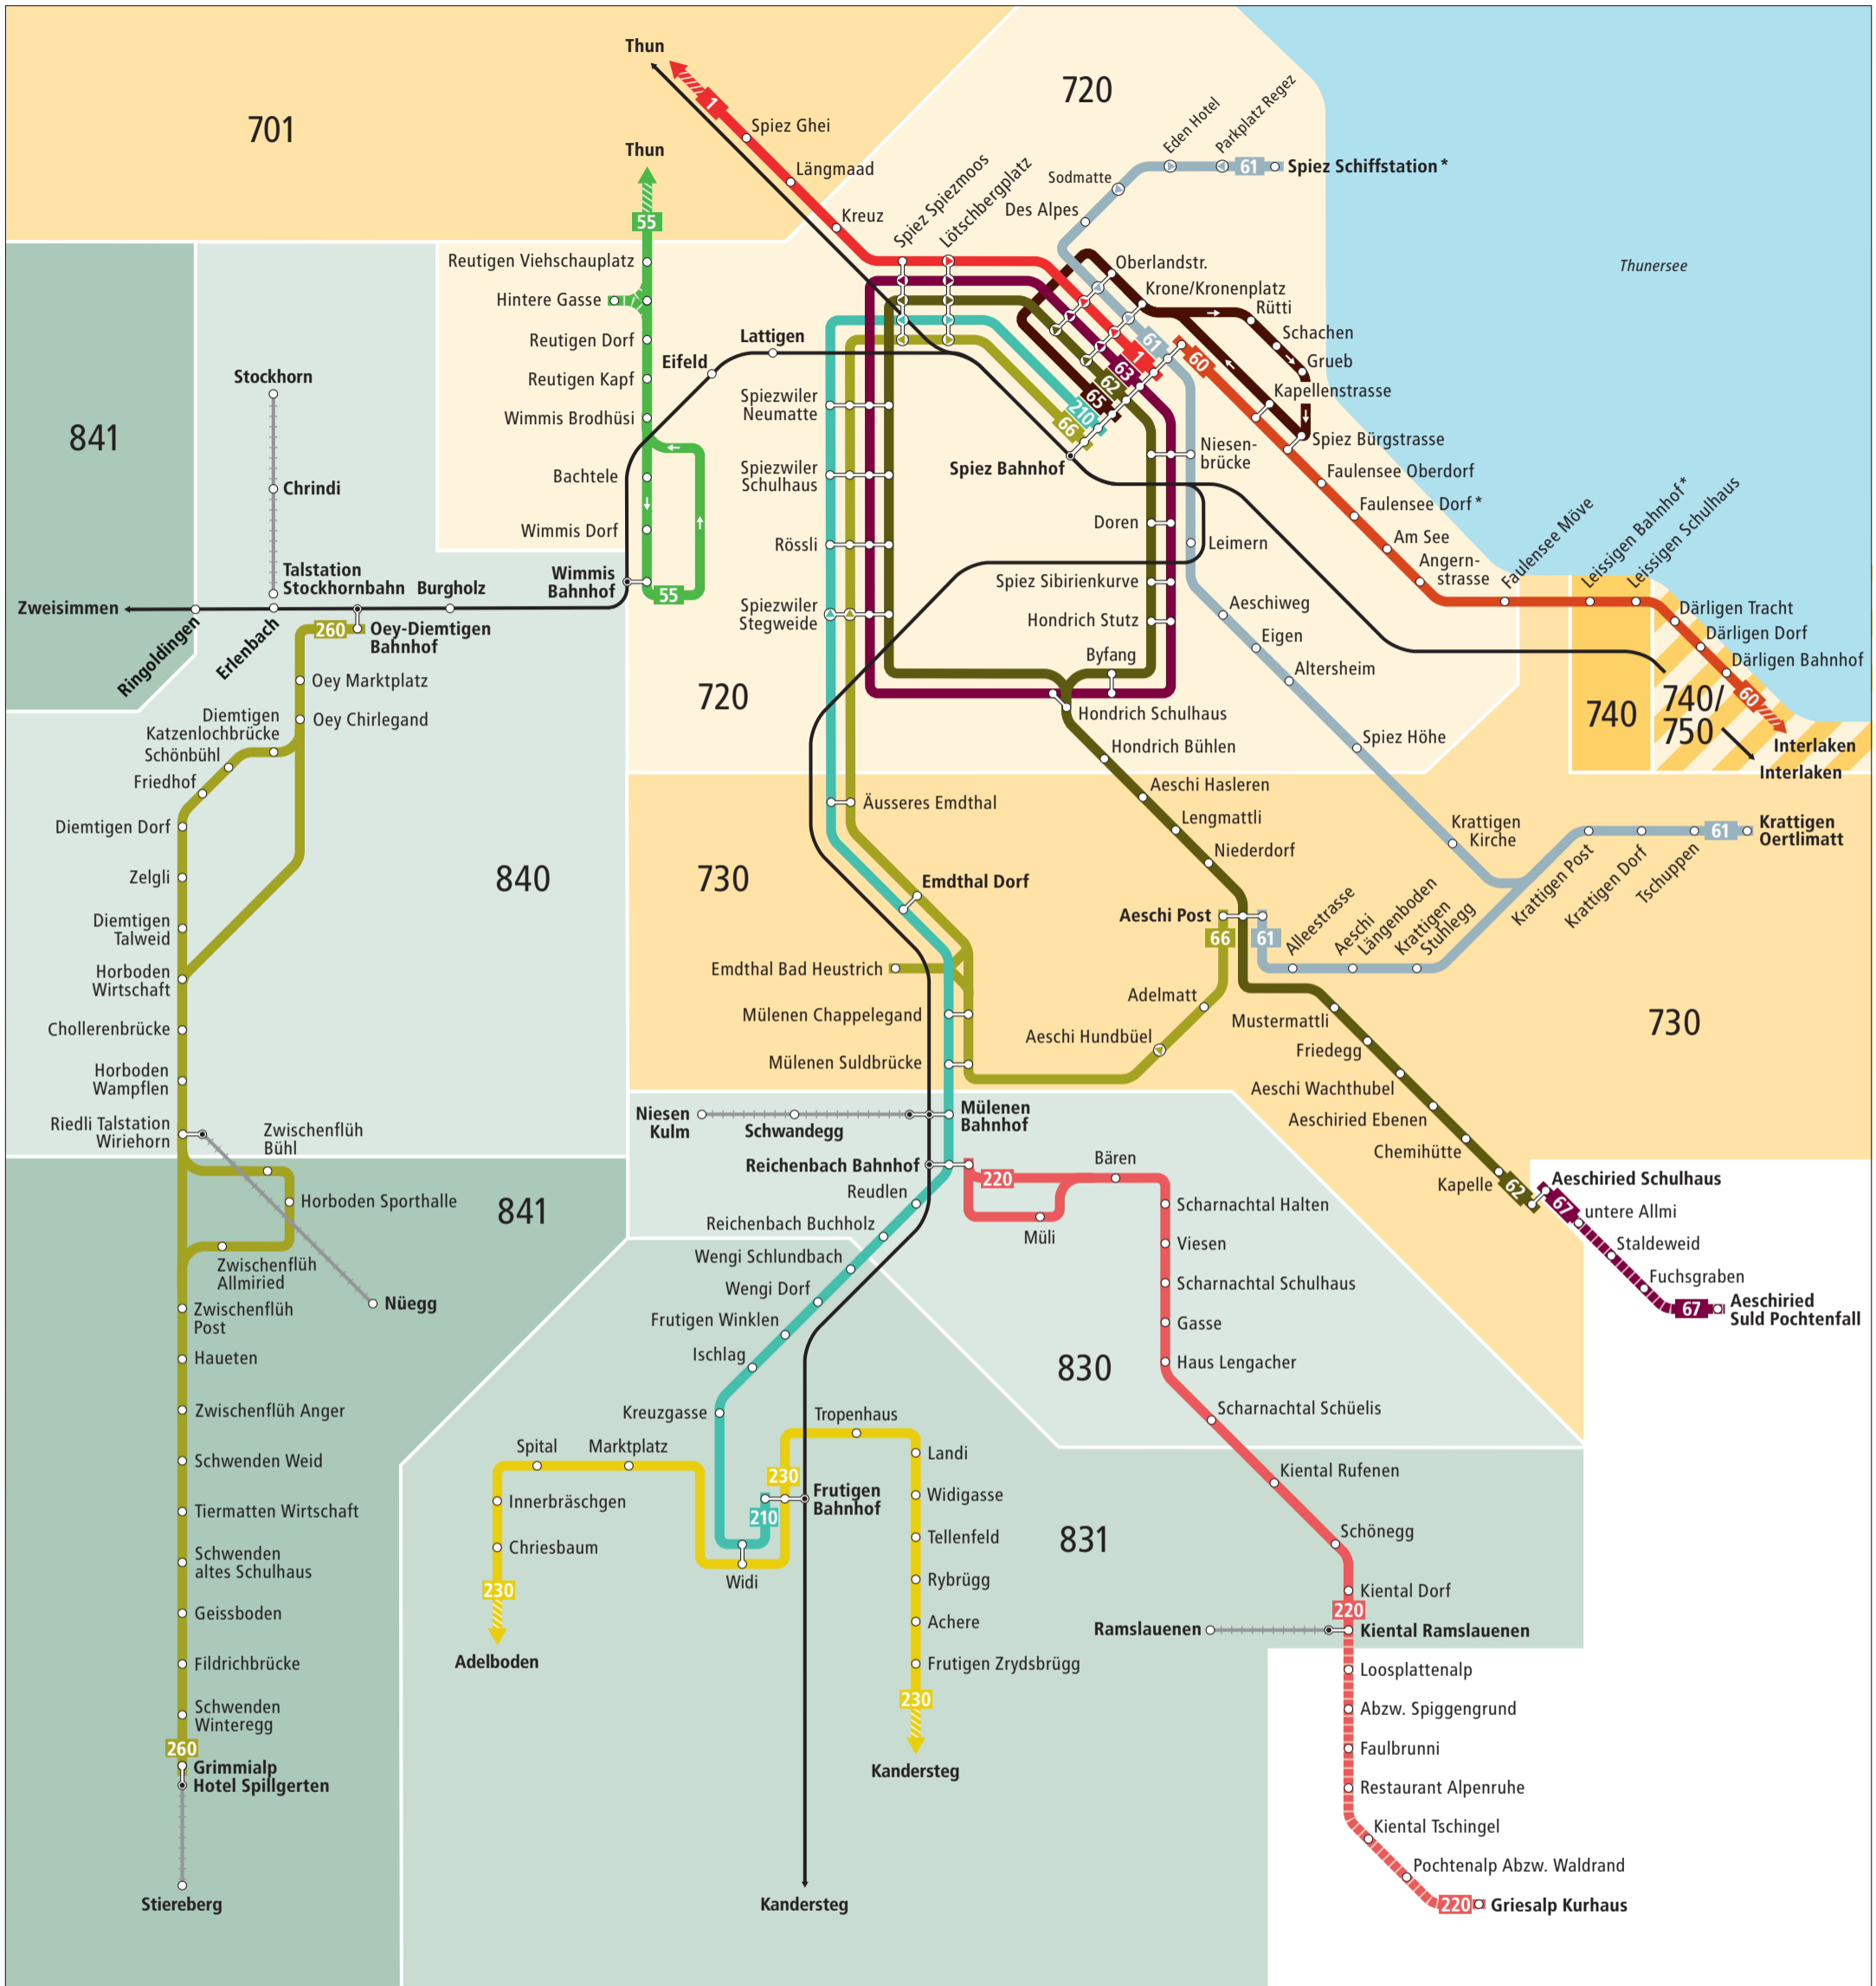 Thun
720
701
1
Spiez Ghei
Eden Hotel
Parkplatz Regez
Thun
Längmaad
Spiez Spiezmoos
Lötschbergplatz
Sodmatte
61
Spiez Schiffstation *
55
Kreuz
Des Alpes
Reutigen Viehschauplatz
Oberlandstr.
Thunersee
Hintere Gasse
Krone/Kronenplatz
Rütti
Reutigen Dorf
Lattigen
Schachen
61
1
60
Grueb
Eifeld
63
Stockhorn
Reutigen Kapf
62
Kapellenstrasse
Spiezwiler
Neumatte
65
210
66
Wimmis Brodhüsi
841
Spiez Bürgstrasse
Niesen-
brücke
Spiez Bahnhof
Faulensee Oberdorf
Bachtele
Spiezwiler
Schulhaus
Chrindi
Faulensee Dorf *
Doren
Wimmis Dorf
Rössli
Leimern
Am See
Faulensee Möve
Leissigen Bahnhof*
Leissigen Schulhaus
Angern-
strasse
Talstation
Stockhornbahn
Burgholz
Wimmis
Bahnhof
55
Spiez Sibirienkurve
Zweisimmen
Aeschiweg
Därligen Tracht
Spiezwiler
Stegweide
Hondrich Stutz
260
Oey-Diemtigen
Bahnhof
Därligen Dorf
Eigen
Ringoldingen
Erlenbach
Byfang
Därligen Bahnhof
Altersheim
Oey Marktplatz
720
740
740/
750
60
Oey Chirlegand
Diemtigen
Katzenlochbrücke
Hondrich Schulhaus
Schönbühl
Hondrich Bühlen
Spiez Höhe
Interlaken
Interlaken
Friedhof
Aeschi Hasleren
Äusseres Emdthal
Diemtigen Dorf
Lengmattli
Krattigen
Kirche
61
Krattigen
Oertlimatt
Niederdorf
Zelgli
840
730
Emdthal Dorf
Krattigen Post
Krattigen Dorf
Tschuppen
Diemtigen
Talweid
Aeschi Post
66
61
Alleestrasse
Aeschi
Längenboden
Krattigen
Stuhlegg
Horboden
Wirtschaft
Emdthal Bad Heustrich
Adelmatt
Mülenen Chappelegand
Mustermattli
730
Chollerenbrücke
Aeschi Hundbüel
Friedegg
Mülenen Suldbrücke
Horboden
Wampflen
Aeschi Wachthubel
Niesen
Kulm
Schwandegg
Mülenen
Bahnhof
Aeschiried Ebenen
Riedli Talstation
Wiriehorn
Zwischenflüh
Bühl
Chemihütte
Reichenbach Bahnhof
220
Bären
Kapelle
62
Aeschiried Schulhaus
67
Reudlen
Horboden Sporthalle
841
Scharnachtal Halten
untere Allmi
Reichenbach Buchholz
Müli
Viesen
Staldeweid
Wengi Schlundbach
Zwischenflüh
Allmiried
Scharnachtal Schulhaus
Fuchsgraben
Wengi Dorf
Nüegg
Zwischenflüh
Post
67
Aeschiried
Suld Pochtenfall
Frutigen Winklen
Gasse
Haueten
Ischlag
830
Haus Lengacher
Zwischenflüh Anger
Kreuzgasse
Tropenhaus
Scharnachtal Schüelis
Spital
Marktplatz
Landi
Schwenden Weid
230
Kiental Rufenen
Innerbräschgen
Frutigen
Bahnhof
Widigasse
Tiermatten Wirtschaft
210
831
Schönegg
Chriesbaum
Tellenfeld
Schwenden
altes Schulhaus
230
Widi
Rybrügg
Kiental Dorf
Geissboden
220
Achere
Ramslauenen
Kiental Ramslauenen
Adelboden
Fildrichbrücke
Frutigen Zrydsbrügg
Loosplattenalp
230
Schwenden
Winteregg
Abzw. Spiggengrund
260
Grimmialp
Hotel Spillgerten
Kandersteg
Faulbrunni
Restaurant Alpenruhe
Kiental Tschingel
Pochtenalp Abzw. Waldrand
Stiereberg
Kandersteg
220
Griesalp Kurhaus